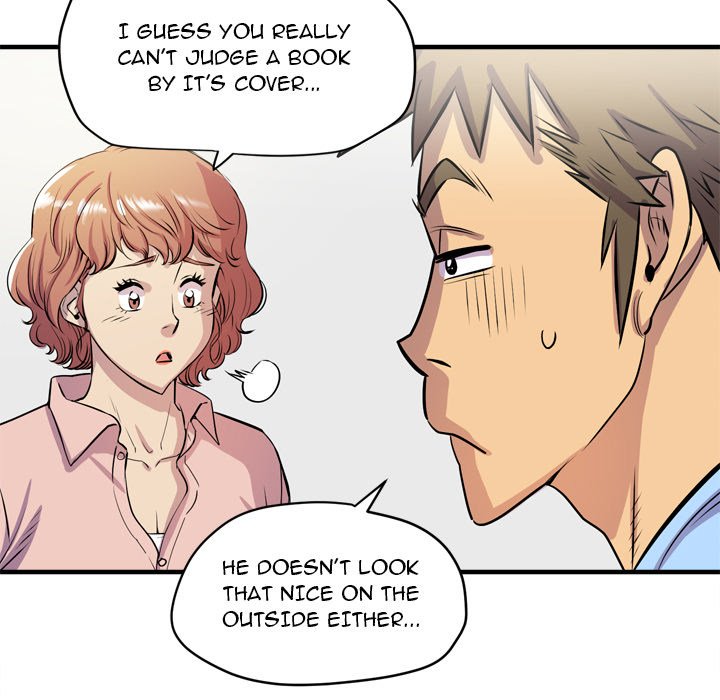 I GUESS YOU REALLY
CAN'T JUDGE A BOOK
BY IT'S COVER...
HE DOESN'T LOOK
THAT NICE ON THE
OUTSIDE EITHER...